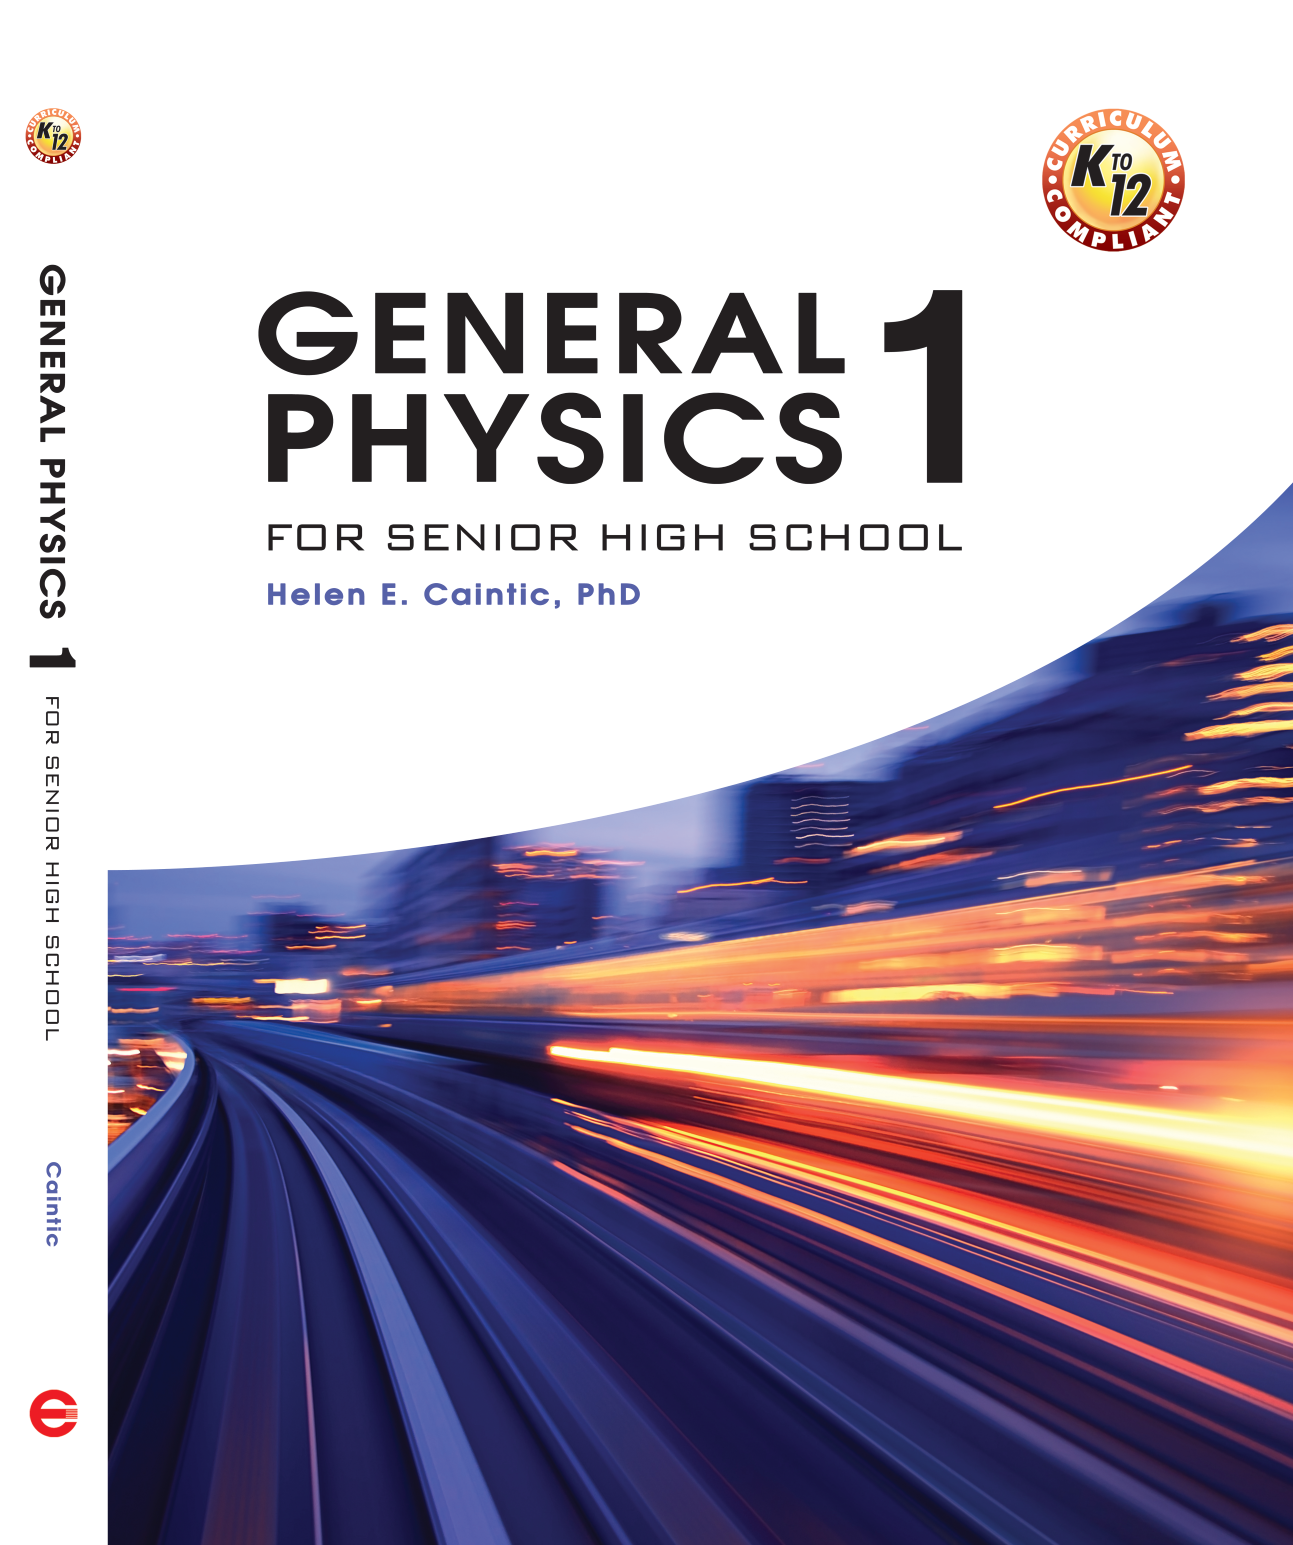 CURRICULUM
K TO 12
COMPLIANT
GENERAL PHYSICS 1 FOR SENIOR HIGH SCHOOL
Caintic
CURRICULUM
K TO 12
COMPLIANT
GENERAL
PHYSICS 1
FOR SENIOR HIGH SCHOOL
Helen E. Caintic, PhD